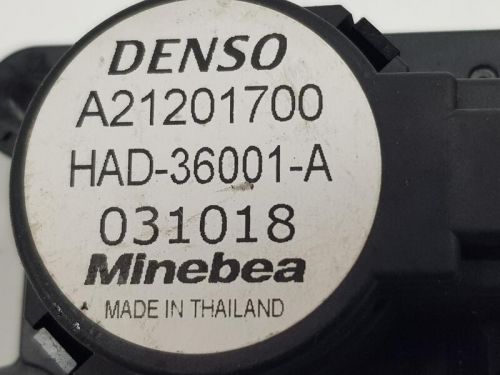 DENSO
A21201700
HAD-36001-A
031018
Minebea
MADE IN THAILAND